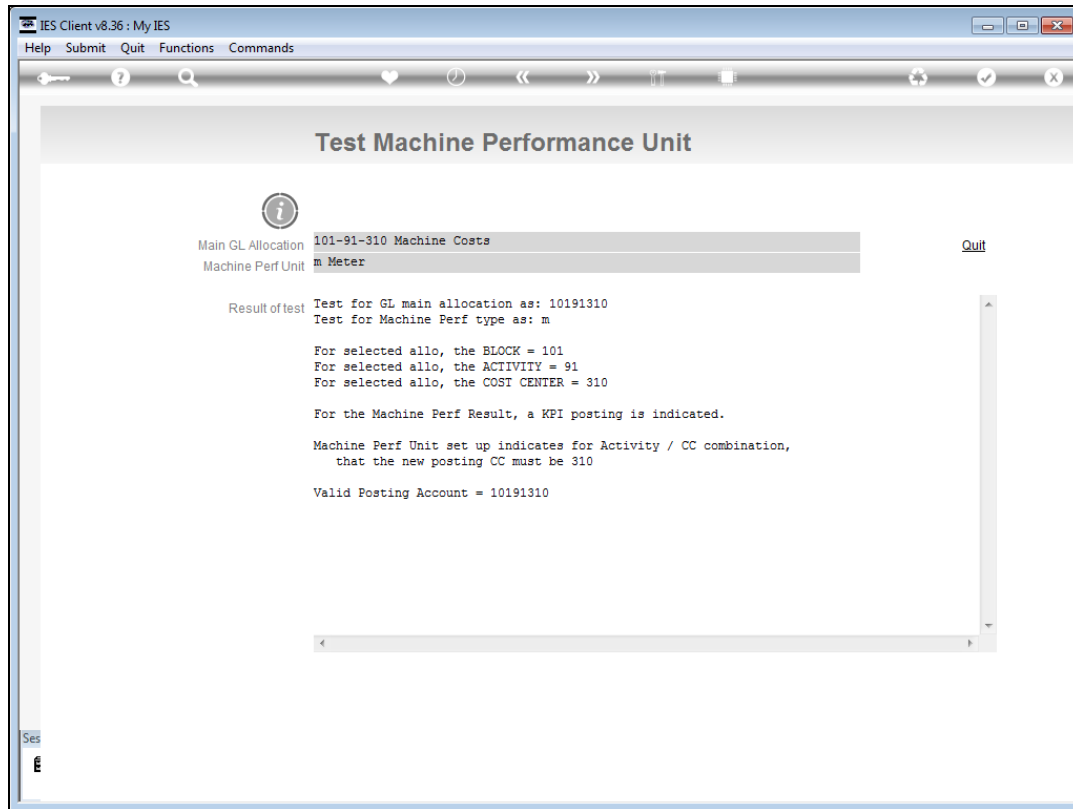 IES Client v8.36 : My IES
Help Submit Quit Functions Commands
Test Machine Performance Unit
Main GL Allocation 101-91-310 Machine Costs Quit
Machine Perf Unit m Meter
Result of test Test for GL main allocation as: 10191310
Test for Machine Perf type as: m
For selected allo, the BLOCK = 101
For selected allo, the ACTIVITY = 91
For selected allo, the COST CENTER = 310
For the Machine Perf Result, a KPI posting is indicated.
Machine Perf Unit set up indicates for Activity / CC combination,
that the new posting CC must be 310
Valid Posting Account = 10191310
Ses